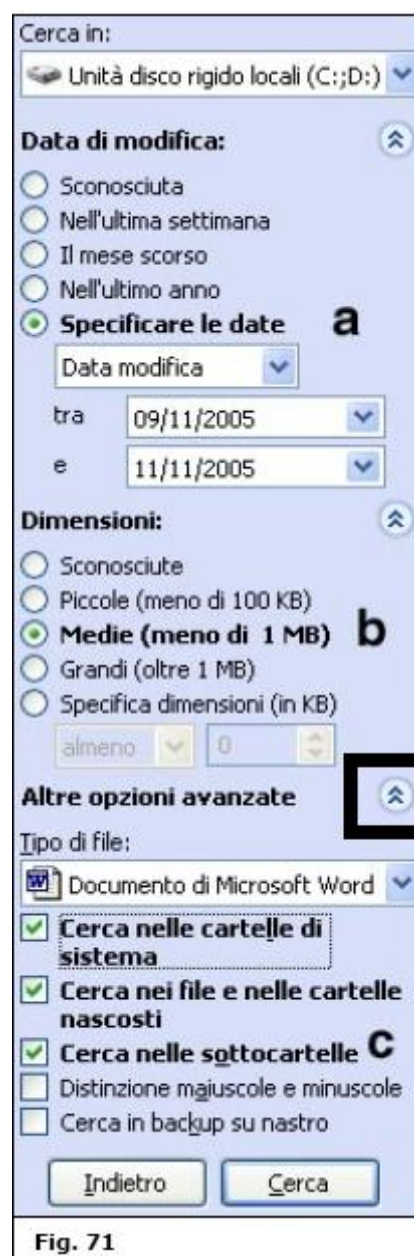 Cerca in:
Unità disco rigido locali (C:;D:)
Data di modifica:
Sconosciuta
Nell'ultima settimana
Il mese scorso
Nell'ultimo anno
Specificare le date a
Data modifica
tra 09/11/2005
e 11/11/2005
Dimensioni:
Sconosciute
Piccole (meno di 100 KB)
Medie (meno di 1 MB) b
Grandi (oltre 1 MB)
Specifica dimensioni (in KB)
almeno 0
Altre opzioni avanzate
Tipo di file:
Documento di Microsoft Word
Cerca nelle cartelle di
sistema
Cerca nei file e nelle cartelle
nascosti
Cerca nelle sottocartelle c
Distinzione maiuscole e minuscole
Cerca in backup su nastro
Indietro Cerca
Fig. 71